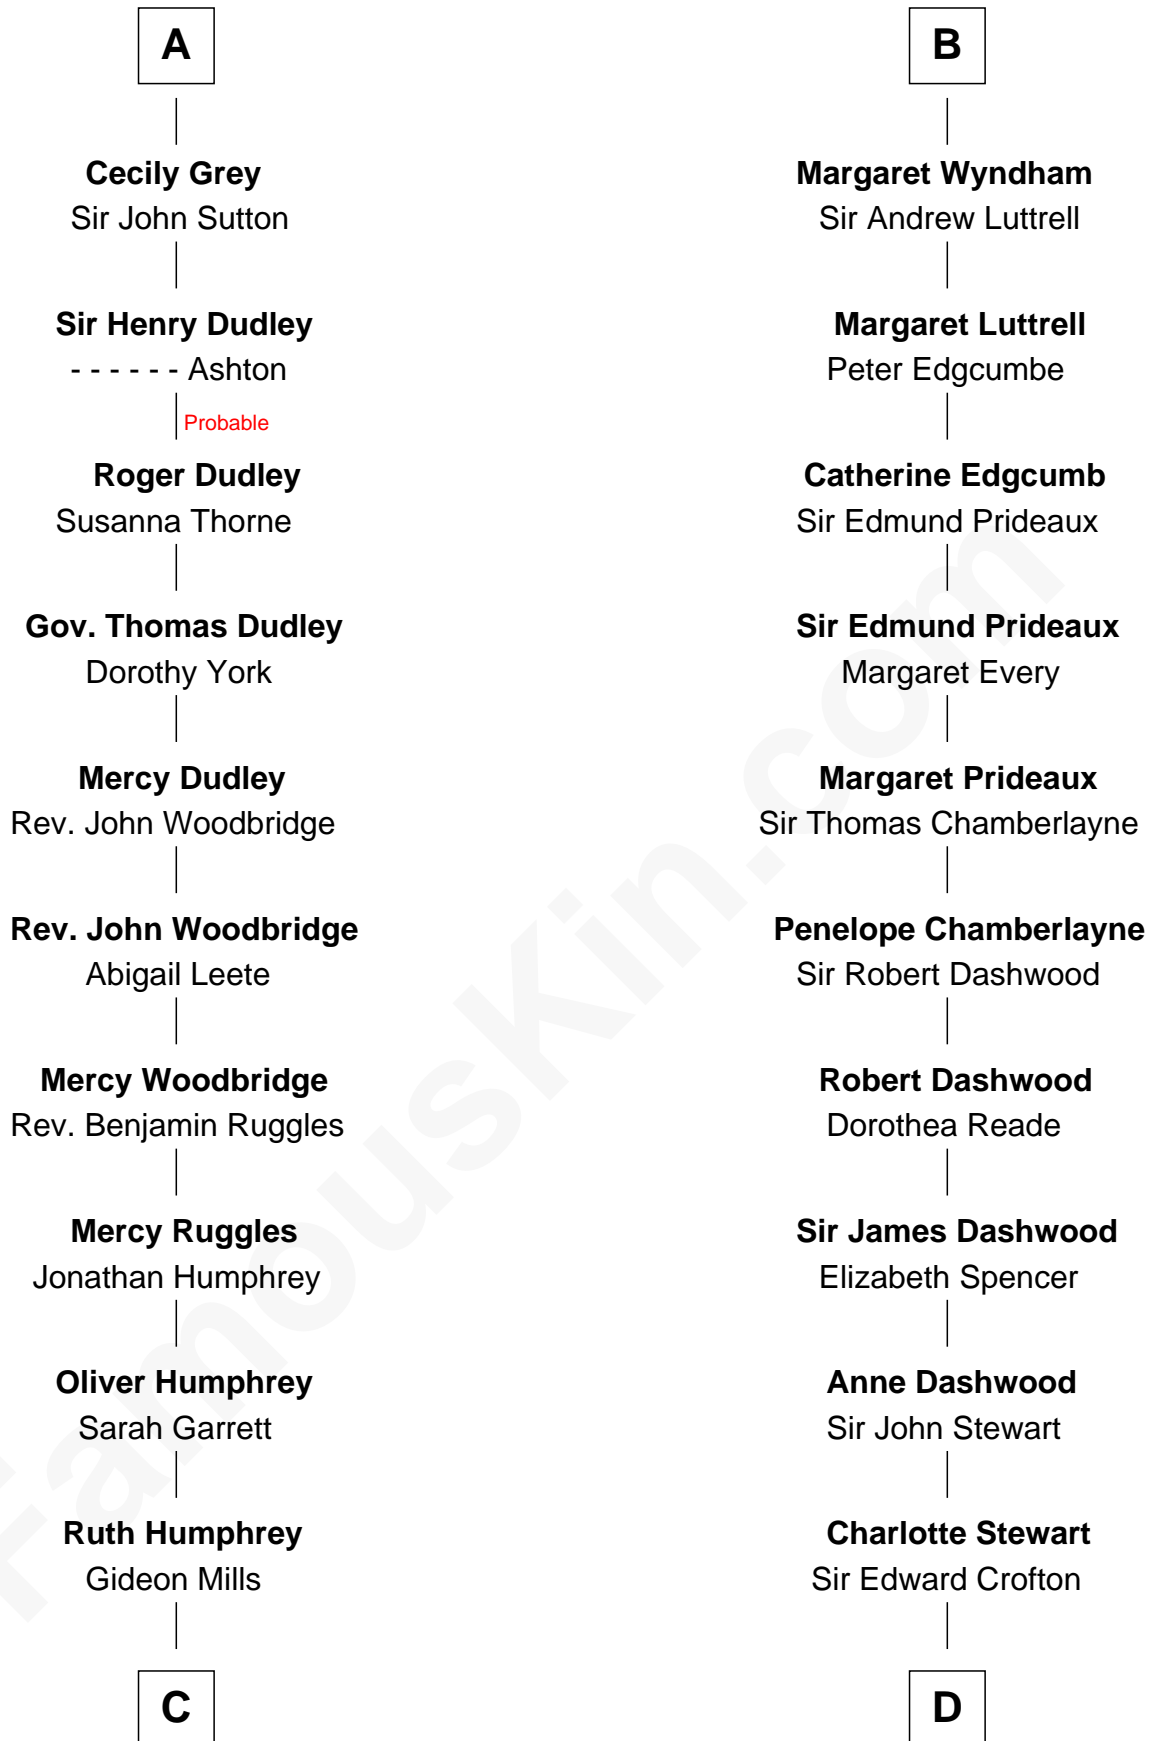 A
Cecily Grey
Sir John Sutton
Sir Henry Dudley
- - - - - - Ashton
Probable
Roger Dudley
Susanna Thorne
Gov. Thomas Dudley
Dorothy York
Mercy Dudley
Rev. John Woodbridge
Rev. John Woodbridge
Abigail Leete
Mercy Woodbridge
Rev. Benjamin Ruggles
Mercy Ruggles
Jonathan Humphrey
Oliver Humphrey
Sarah Garrett
Ruth Humphrey
Gideon Mills
C
B
Margaret Wyndham
Sir Andrew Luttrell
Margaret Luttrell
Peter Edgcumbe
Catherine Edgcumb
Sir Edmund Prideaux
Sir Edmund Prideaux
Margaret Every
Margaret Prideaux
Sir Thomas Chamberlayne
Penelope Chamberlayne
Sir Robert Dashwood
Robert Dashwood
Dorothea Reade
Sir James Dashwood
Elizabeth Spencer
Anne Dashwood
Sir John Stewart
Charlotte Stewart
Sir Edward Crofton
D
FamousKin.com